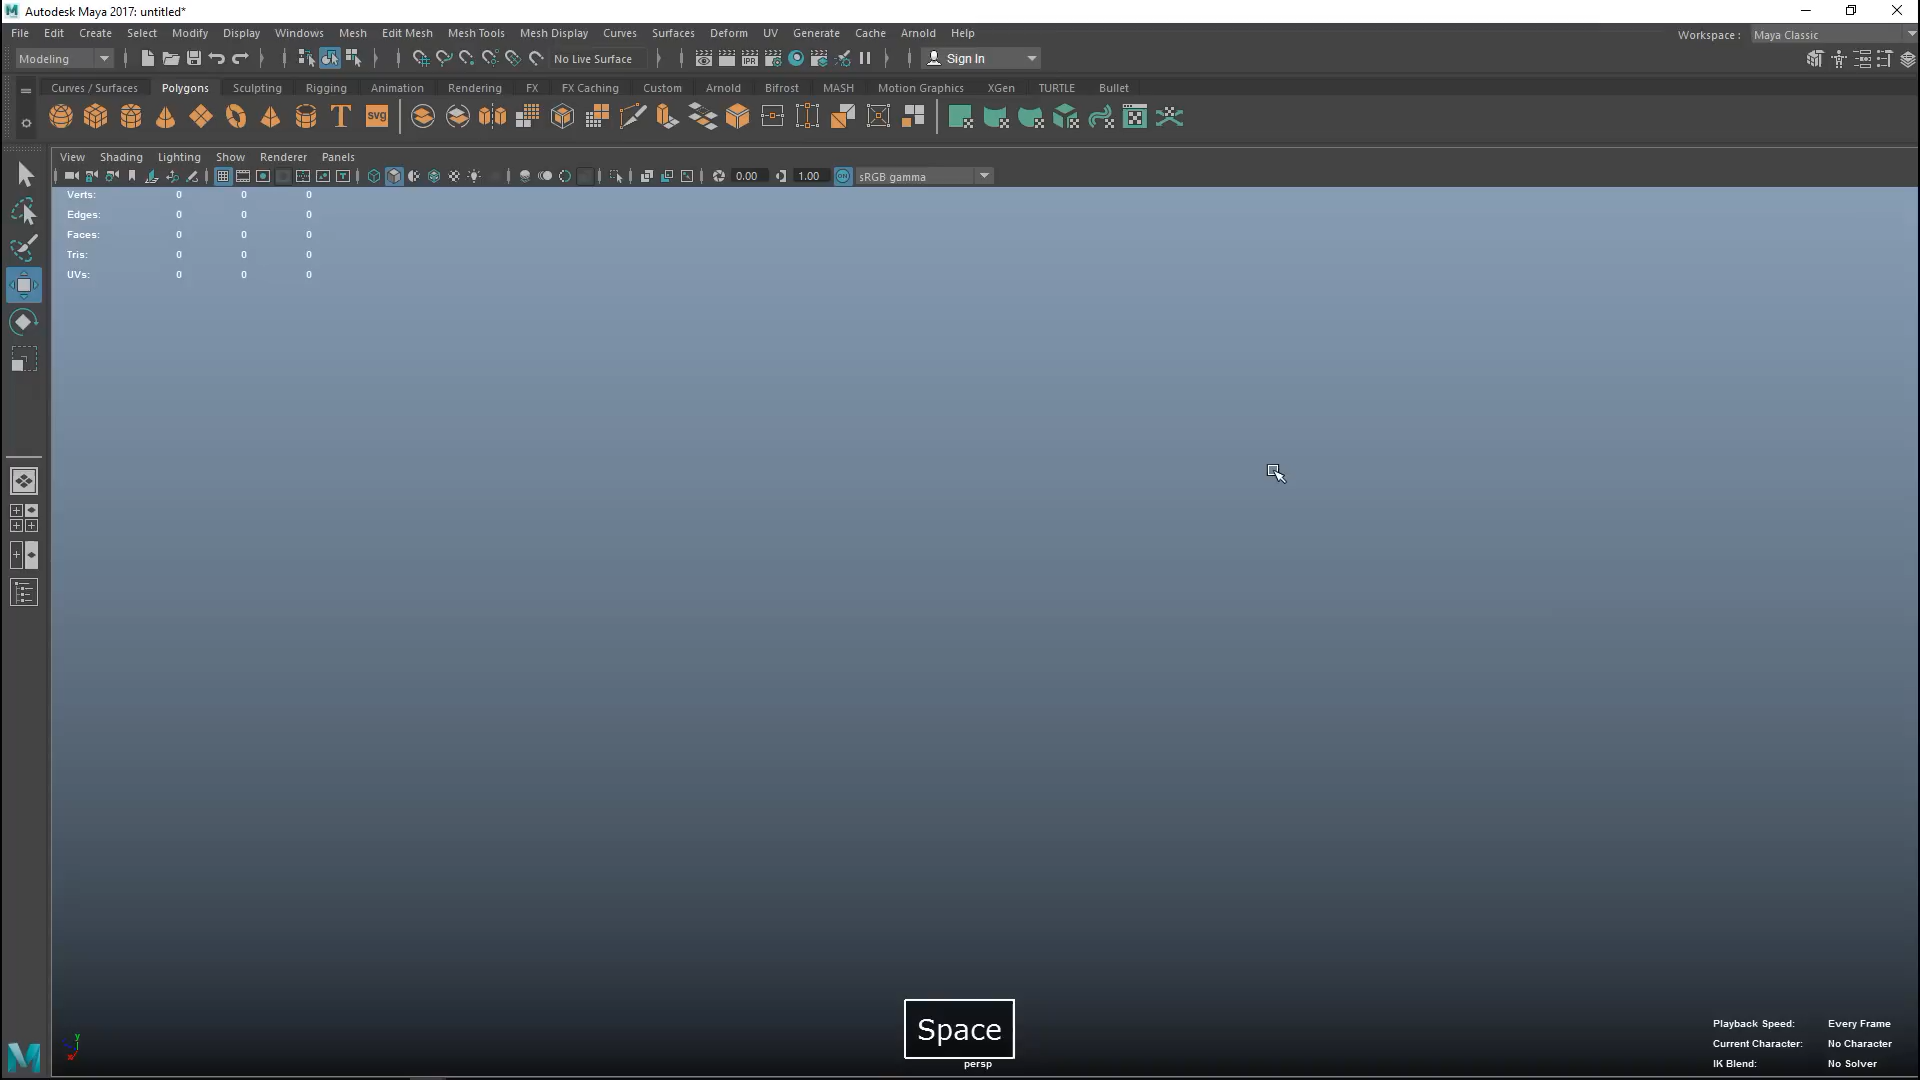 Autodesk Maya 2017: untitled*
File Edit Create Select Modify Display Windows Mesh Edit Mesh Mesh Tools Mesh Display Curves Surfaces Deform UV Generate Cache Arnold Help
Workspace : Maya Classic
Modeling No Live Surface Sign In
Curves / Surfaces Polygons Sculpting Rigging Animation Rendering FX FX Caching Custom Arnold Bifrost MASH Motion Graphics XGen TURTLE Bullet
T SVG
View Shading Lighting Show Renderer Panels
0.00 1.00 ON sRGB gamma
Verts: 0 0 0
Edges: 0 0 0
Faces: 0 0 0
Tris: 0 0 0
UVs: 0 0 0
Space
persp
Playback Speed: Every Frame
Current Character: No Character
IK Blend: No Solver
y
x